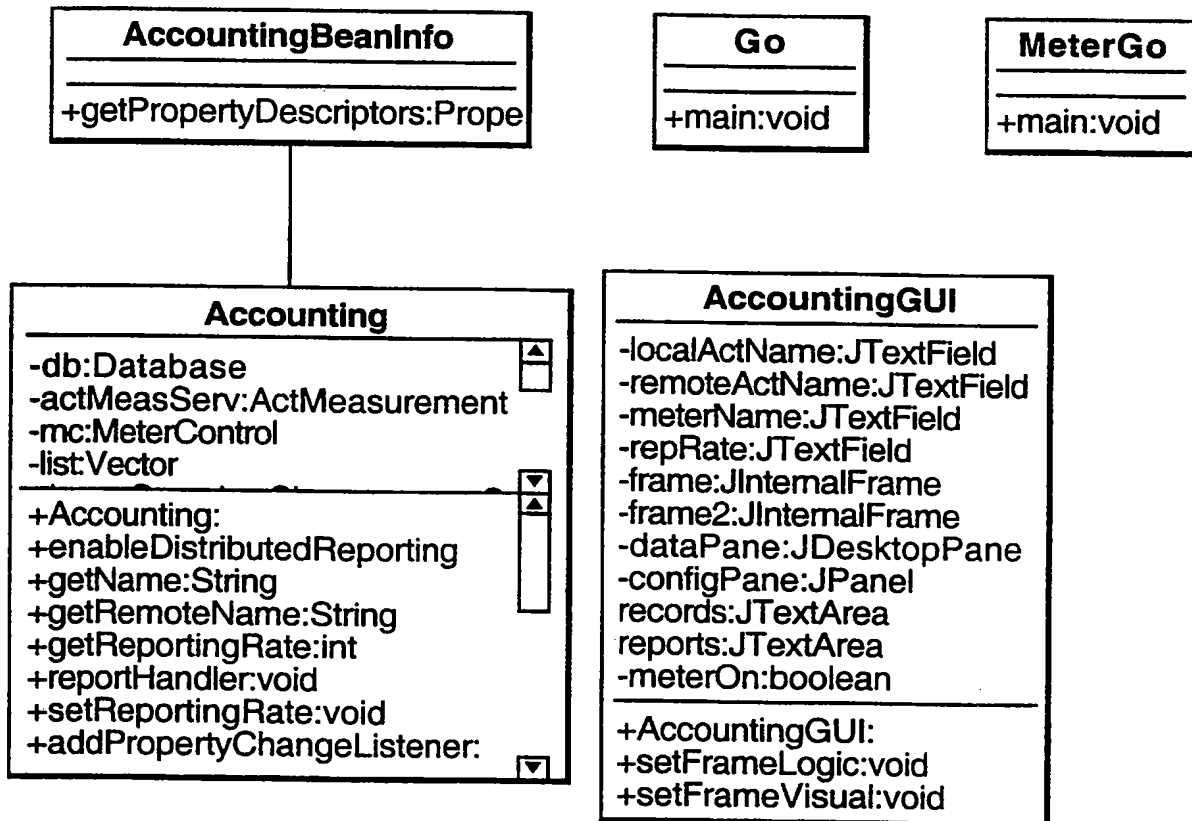 AccountingBeanInfo
+getPropertyDescriptors:Prope
Go
+main:void
MeterGo
+main:void
Accounting
-db:Database
-actMeasServ:ActMeasurement
-mc:MeterControl
-list:Vector
+Accounting:
+enableDistributedReporting
+getName:String
+getRemoteName:String
+getReportingRate:int
+reportHandler:void
+setReportingRate:void
+addPropertyChangeListener:
AccountingGUI
-localActName:JTextField
-remoteActName:JTextField
-meterName:JTextField
-repRate:JTextField
-frame:JInternalFrame
-frame2:JInternalFrame
-dataPane:JDesktopPane
-configPane:JPanel
records:JTextArea
reports:JTextArea
-meterOn:boolean
+AccountingGUI:
+setFrameLogic:void
+setFrameVisual:void